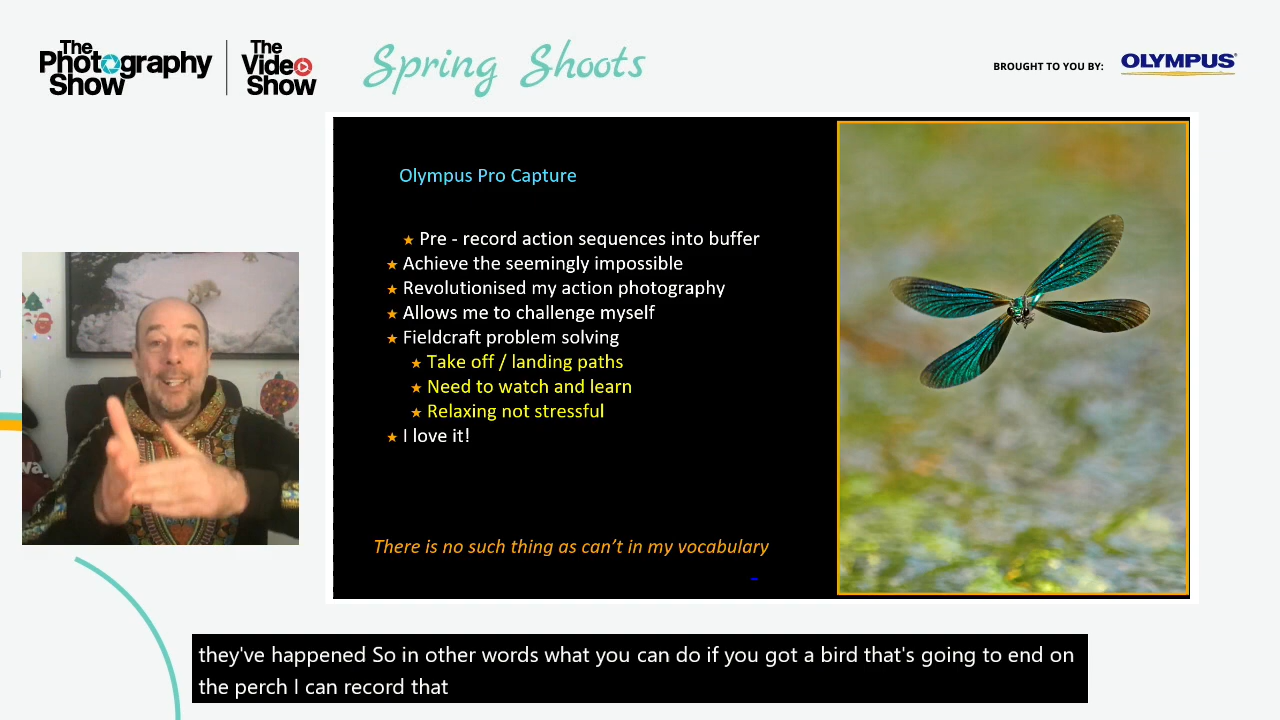 The
Photography
Show
The
Video
Show
Spring Shoots
BROUGHT TO YOU BY:
OLYMPUS®
Olympus Pro Capture
Pre - record action sequences into buffer
Achieve the seemingly impossible
Revolutionised my action photography
Allows me to challenge myself
Fieldcraft problem solving
Take off / landing paths
Need to watch and learn
Relaxing not stressful
I love it!
There is no such thing as can't in my vocabulary
they've happened So in other words what you can do if you got a bird that's going to end on
the perch I can record that